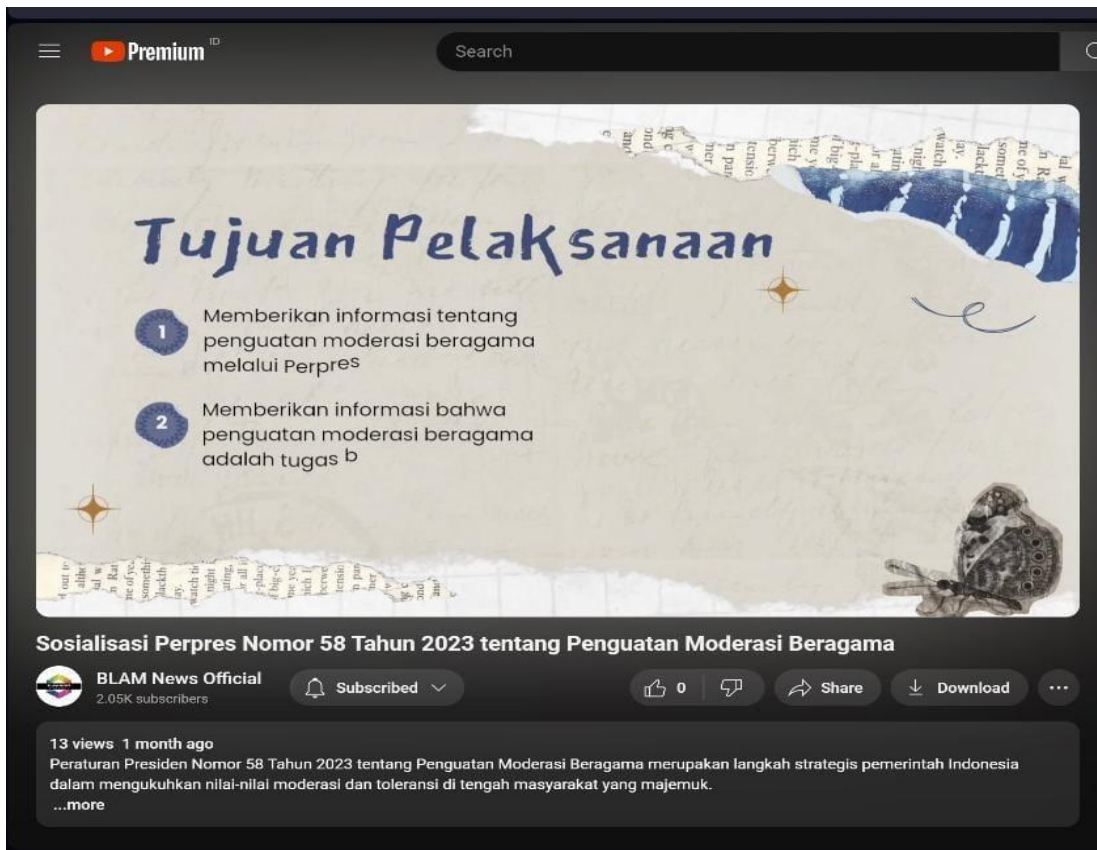 Premium ID
Search
Tujuan Pelaksanaan
1
Memberikan informasi tentang
penguatan moderasi beragama
melalui Perpres
2
Memberikan informasi bahwa
penguatan moderasi beragama
adalah tugas b
Sosialisasi Perpres Nomor 58 Tahun 2023 tentang Penguatan Moderasi Beragama
BLAM News Official
2.05K subscribers
Subscribed
0
Share
Download
13 views 1 month ago
Peraturan Presiden Nomor 58 Tahun 2023 tentang Penguatan Moderasi Beragama merupakan langkah strategis pemerintah Indonesia
dalam mengukuhkan nilai-nilai moderasi dan toleransi di tengah masyarakat yang majemuk.
...more